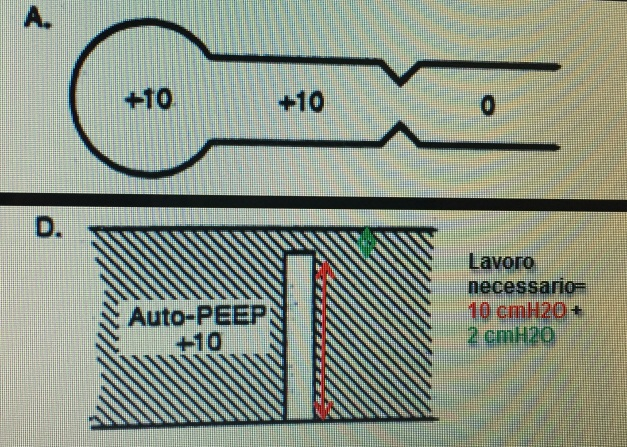 A.
+10 +10 0
D.
Auto-PEEP
+10
Lavoro
necessario=
10 cmH2O +
2 cmH2O